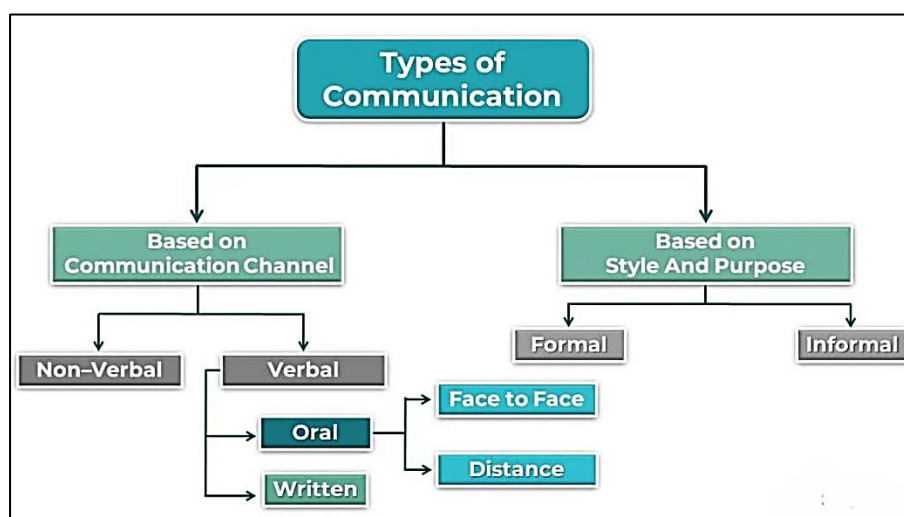 Types of
Communication
Based on
Communication Channel
Based on
Style And Purpose
Non-Verbal
Verbal
Formal
Informal
Oral
Face to Face
Distance
Written